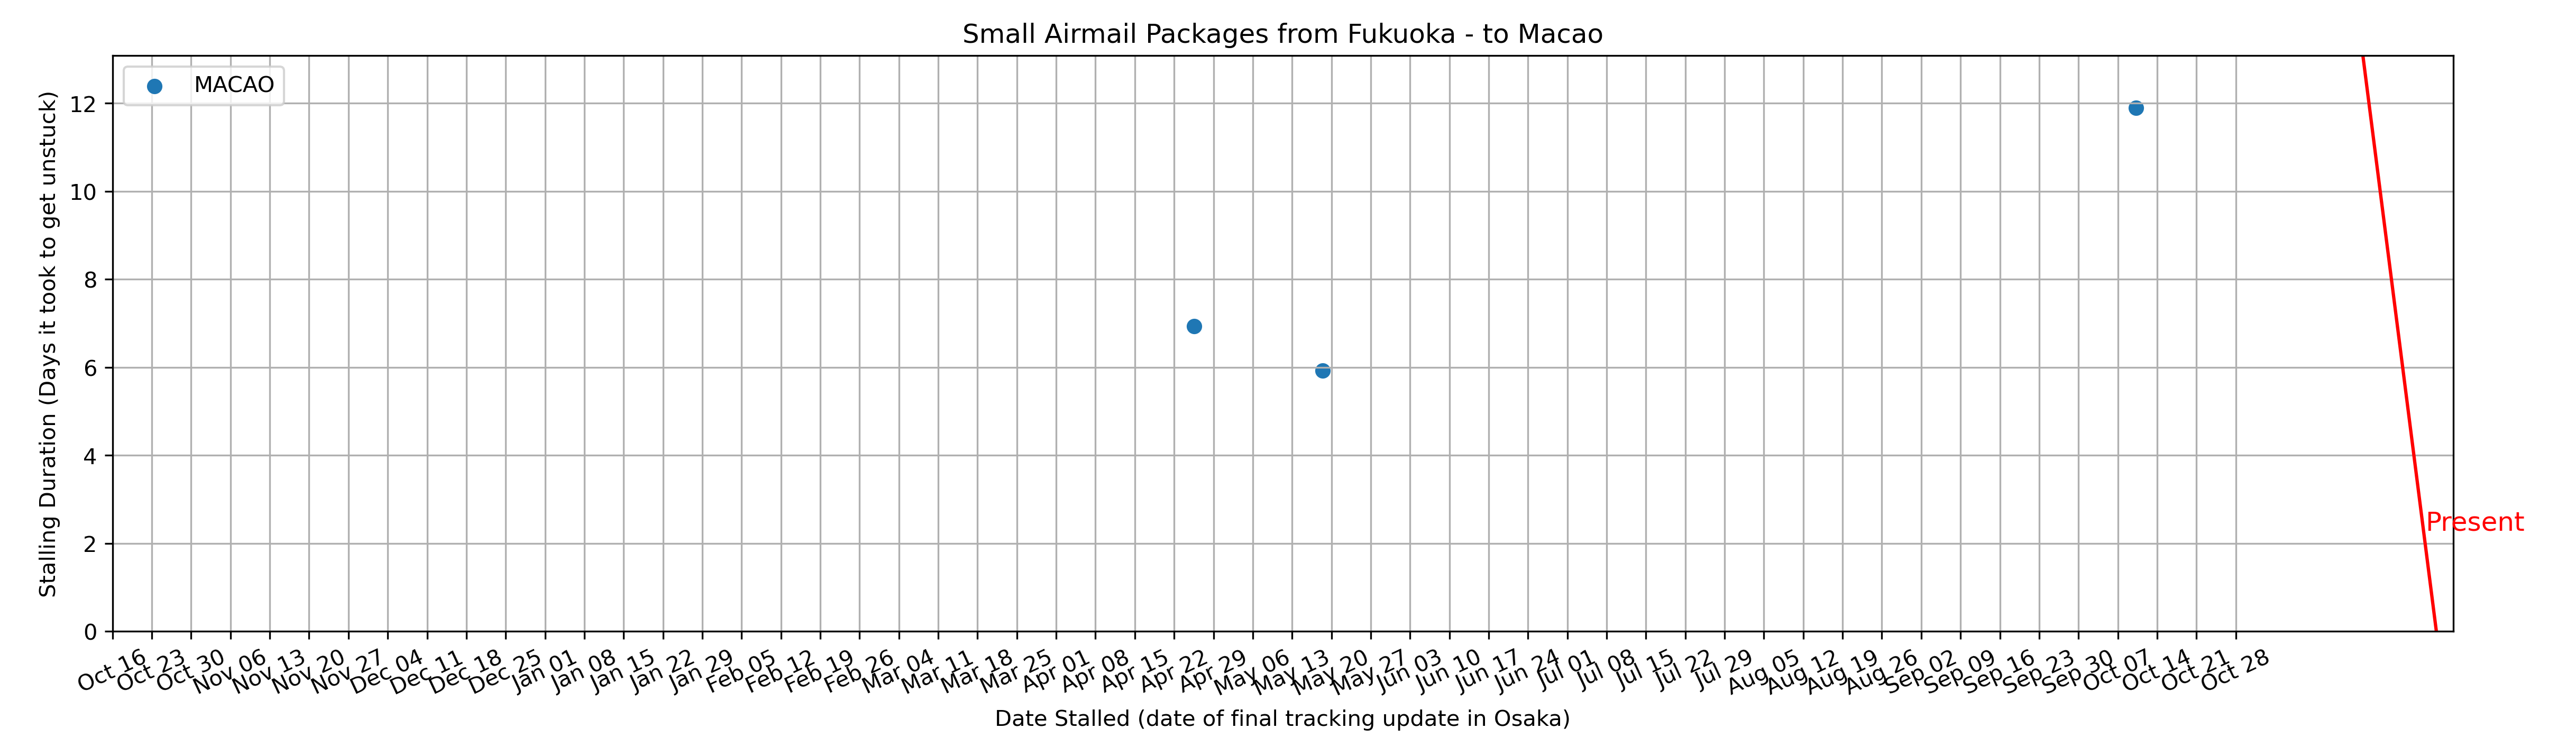 Small Airmail Packages from Fukuoka - to Macao
MACAO
Stalling Duration (Days it took to get unstuck)
12
10
8
6
4
2
0
Present
Oct 16
Oct 23
Oct 30
Nov 06
Nov 13
Nov 20
Nov 27
Dec 04
Dec 11
Dec 18
Dec 25
Jan 01
Jan 08
Jan 15
Jan 22
Jan 29
Feb 05
Feb 12
Feb 19
Feb 26
Mar 04
Mar 11
Mar 18
Mar 25
Apr 01
Apr 08
Apr 15
Apr 22
Apr 29
May 06
May 13
May 20
May 27
Jun 03
Jun 10
Jun 17
Jun 24
Jul 01
Jul 08
Jul 15
Jul 22
Jul 29
Aug 05
Aug 12
Aug 19
Aug 26
Sep 02
Sep 09
Sep 16
Sep 23
Sep 30
Oct 07
Oct 14
Oct 21
Oct 28
Date Stalled (date of final tracking update in Osaka)